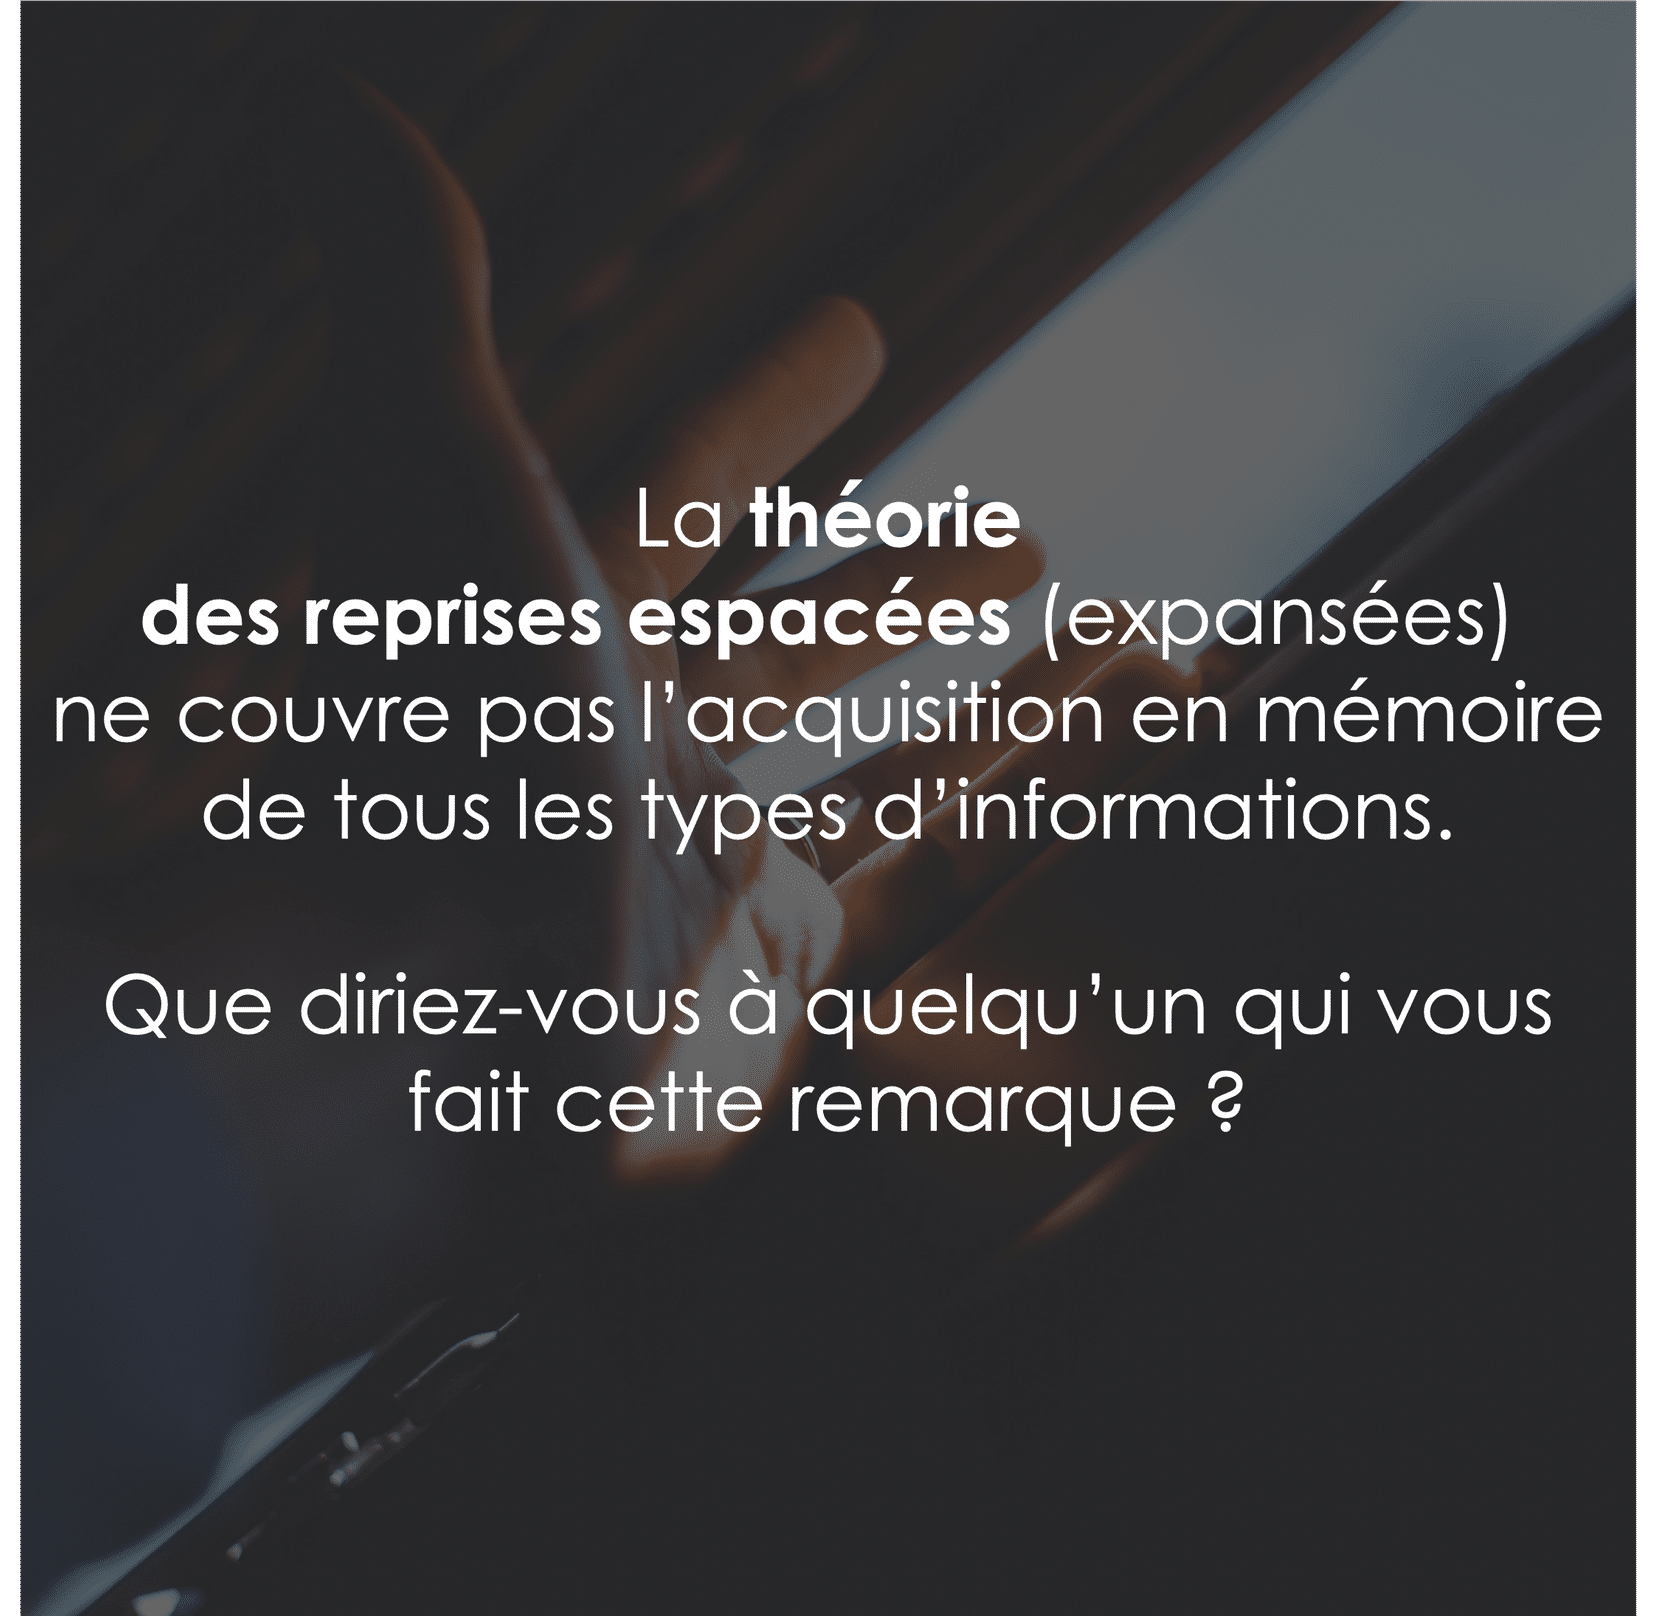 La théorie
des reprises espacées (expansées)
ne couvre pas l’acquisition en mémoire
de tous les types d’informations.
Que diriez-vous à quelqu’un qui vous
fait cette remarque ?